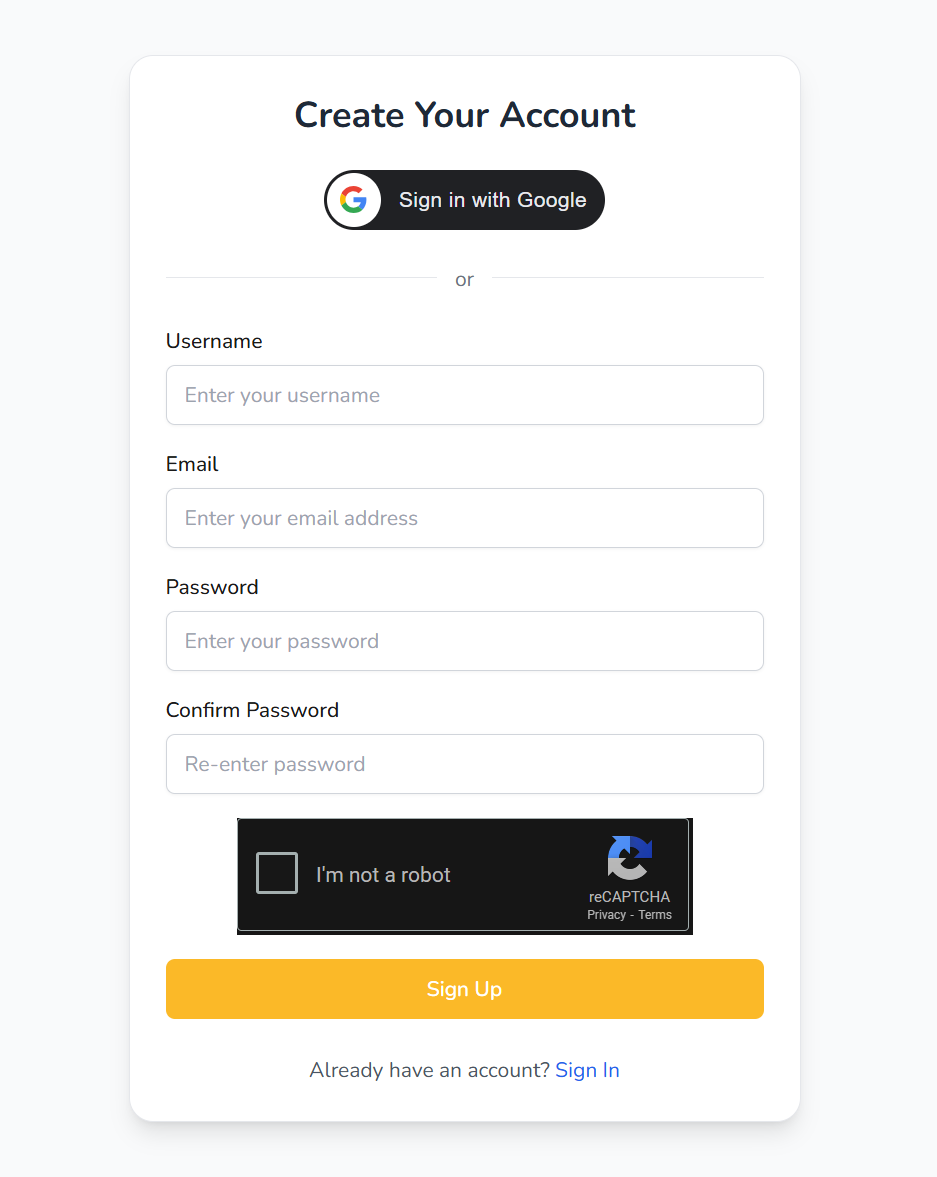 Create Your Account
Sign in with Google
or
Username
Enter your username
Email
Enter your email address
Password
Enter your password
Confirm Password
Re-enter password
I'm not a robot
reCAPTCHA
Privacy - Terms
Sign Up
Already have an account? Sign In